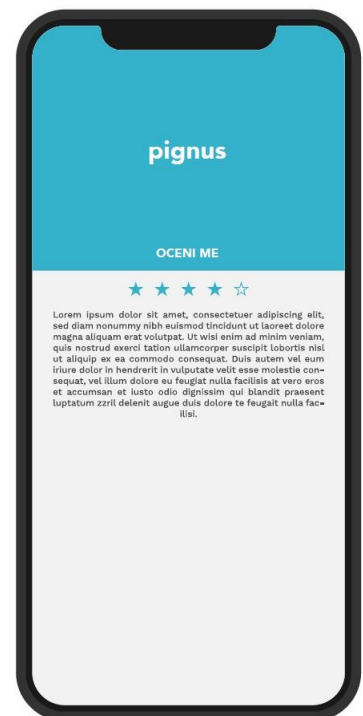 pignus
OCENI ME
Lorem ipsum dolor sit amet, consectetuer adipiscing elit,
sed diam nonummy nibh euismod tincidunt ut laoreet dolore
magna aliquam erat volutpat. Ut wisi enim ad minim veniam,
quis nostrud exerci tation ullamcorper suscipit lobortis nisl
ut aliquip ex ea commodo consequat. Duis autem vel eum
iriure dolor in hendrerit in vulputate velit esse molestie con-
sequat, vel illum dolore eu feugiat nulla facilisis at vero eros
et accumsan et iusto odio dignissim qui blandit praesent
luptatum zzril delenit augue duis dolore te feugait nulla fac-
ilisi.